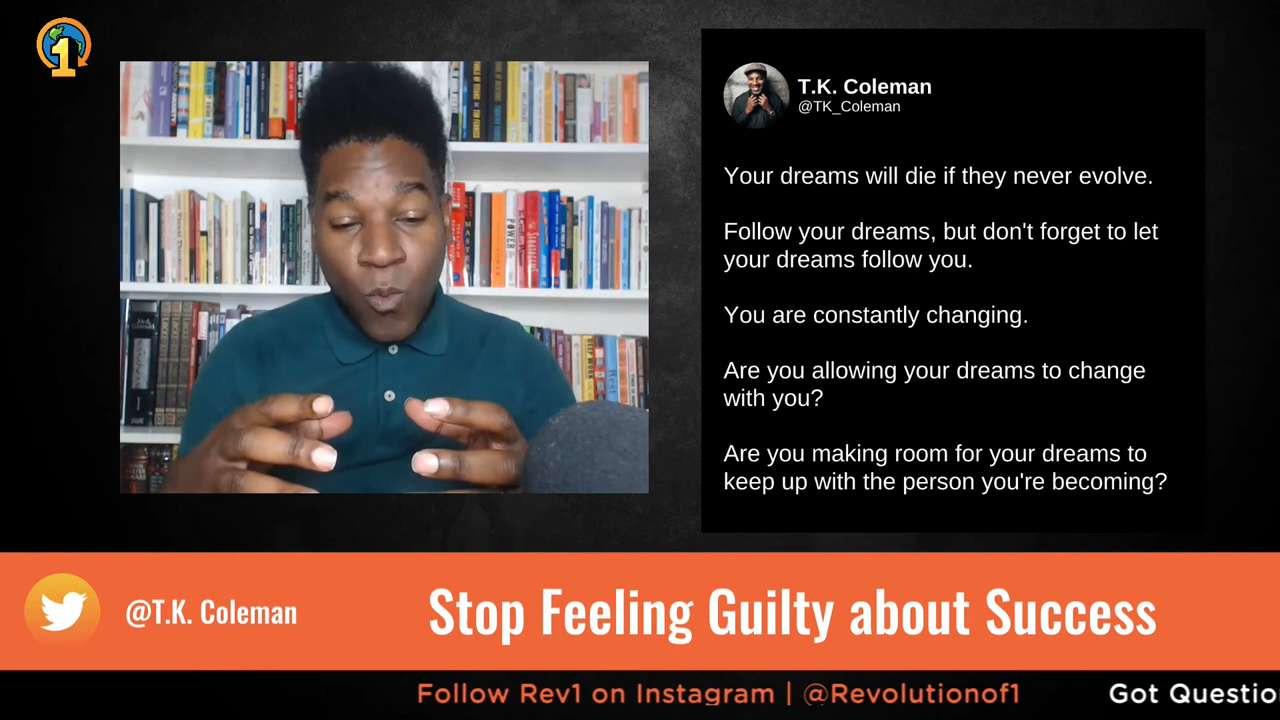 1
T.K. Coleman
@TK_Coleman
Your dreams will die if they never evolve.
Follow your dreams, but don't forget to let
your dreams follow you.
You are constantly changing.
Are you allowing your dreams to change
with you?
Are you making room for your dreams to
keep up with the person you're becoming?
POWER
@T.K. Coleman
Stop Feeling Guilty about Success
Follow Rev1 on Instagram | @Revolutionof1
Got Questio